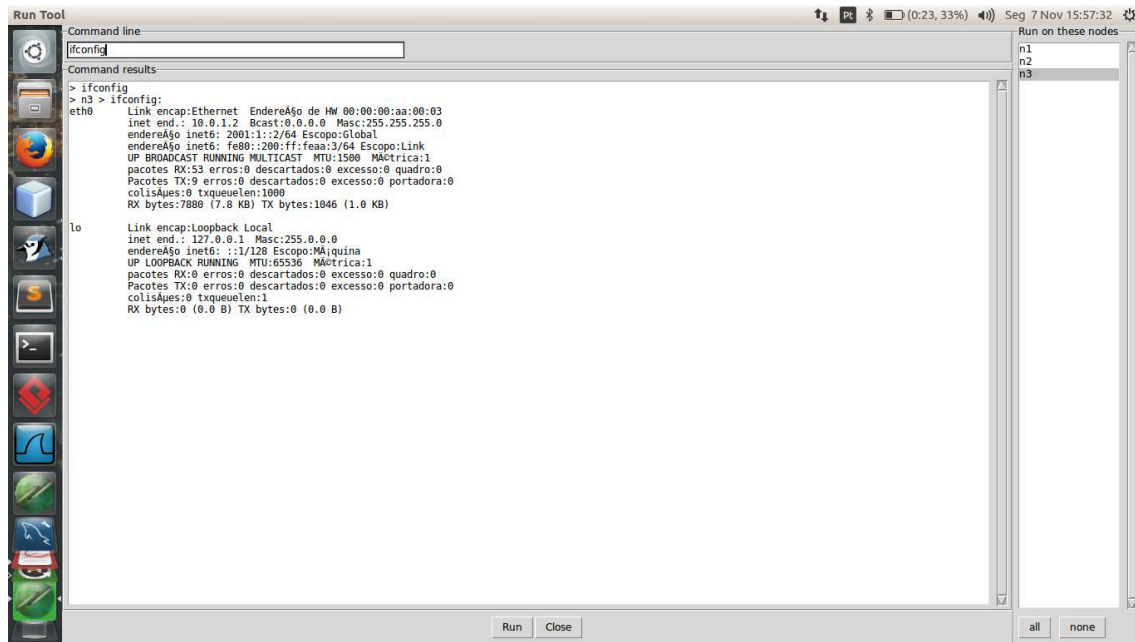 Run Tool
Pt (0:23, 33%) Seg 7 Nov 15:57:32
Command line
ifconfig
Command results
> ifconfig
> n3 > ifconfig:
eth0 Link encap:Ethernet EndereÃ§o de HW 00:00:00:aa:00:03
inet end.: 10.0.1.2 Bcast:0.0.0.0 Masc:255.255.255.0
endereÃ§o inet6: 2001:1::2/64 Escopo:Global
endereÃ§o inet6: fe80::200:ff:feaa:3/64 Escopo:Link
UP BROADCAST RUNNING MULTICAST MTU:1500 MÃ©trica:1
pacotes RX:53 erros:0 descartados:0 excesso:0 quadro:0
Pacotes TX:9 erros:0 descartados:0 excesso:0 portadora:0
colisÃµes:0 txqueuelen:1000
RX bytes:7880 (7.8 KB) TX bytes:1046 (1.0 KB)
lo Link encap:Loopback Local
inet end.: 127.0.0.1 Masc:255.0.0.0
endereÃ§o inet6: ::1/128 Escopo:MÃ¡quina
UP LOOPBACK RUNNING MTU:65536 MÃ©trica:1
pacotes RX:0 erros:0 descartados:0 excesso:0 quadro:0
Pacotes TX:0 erros:0 descartados:0 excesso:0 portadora:0
colisÃµes:0 txqueuelen:1
RX bytes:0 (0.0 B) TX bytes:0 (0.0 B)
Run on these nodes
n1
n2
n3
Run Close
all none